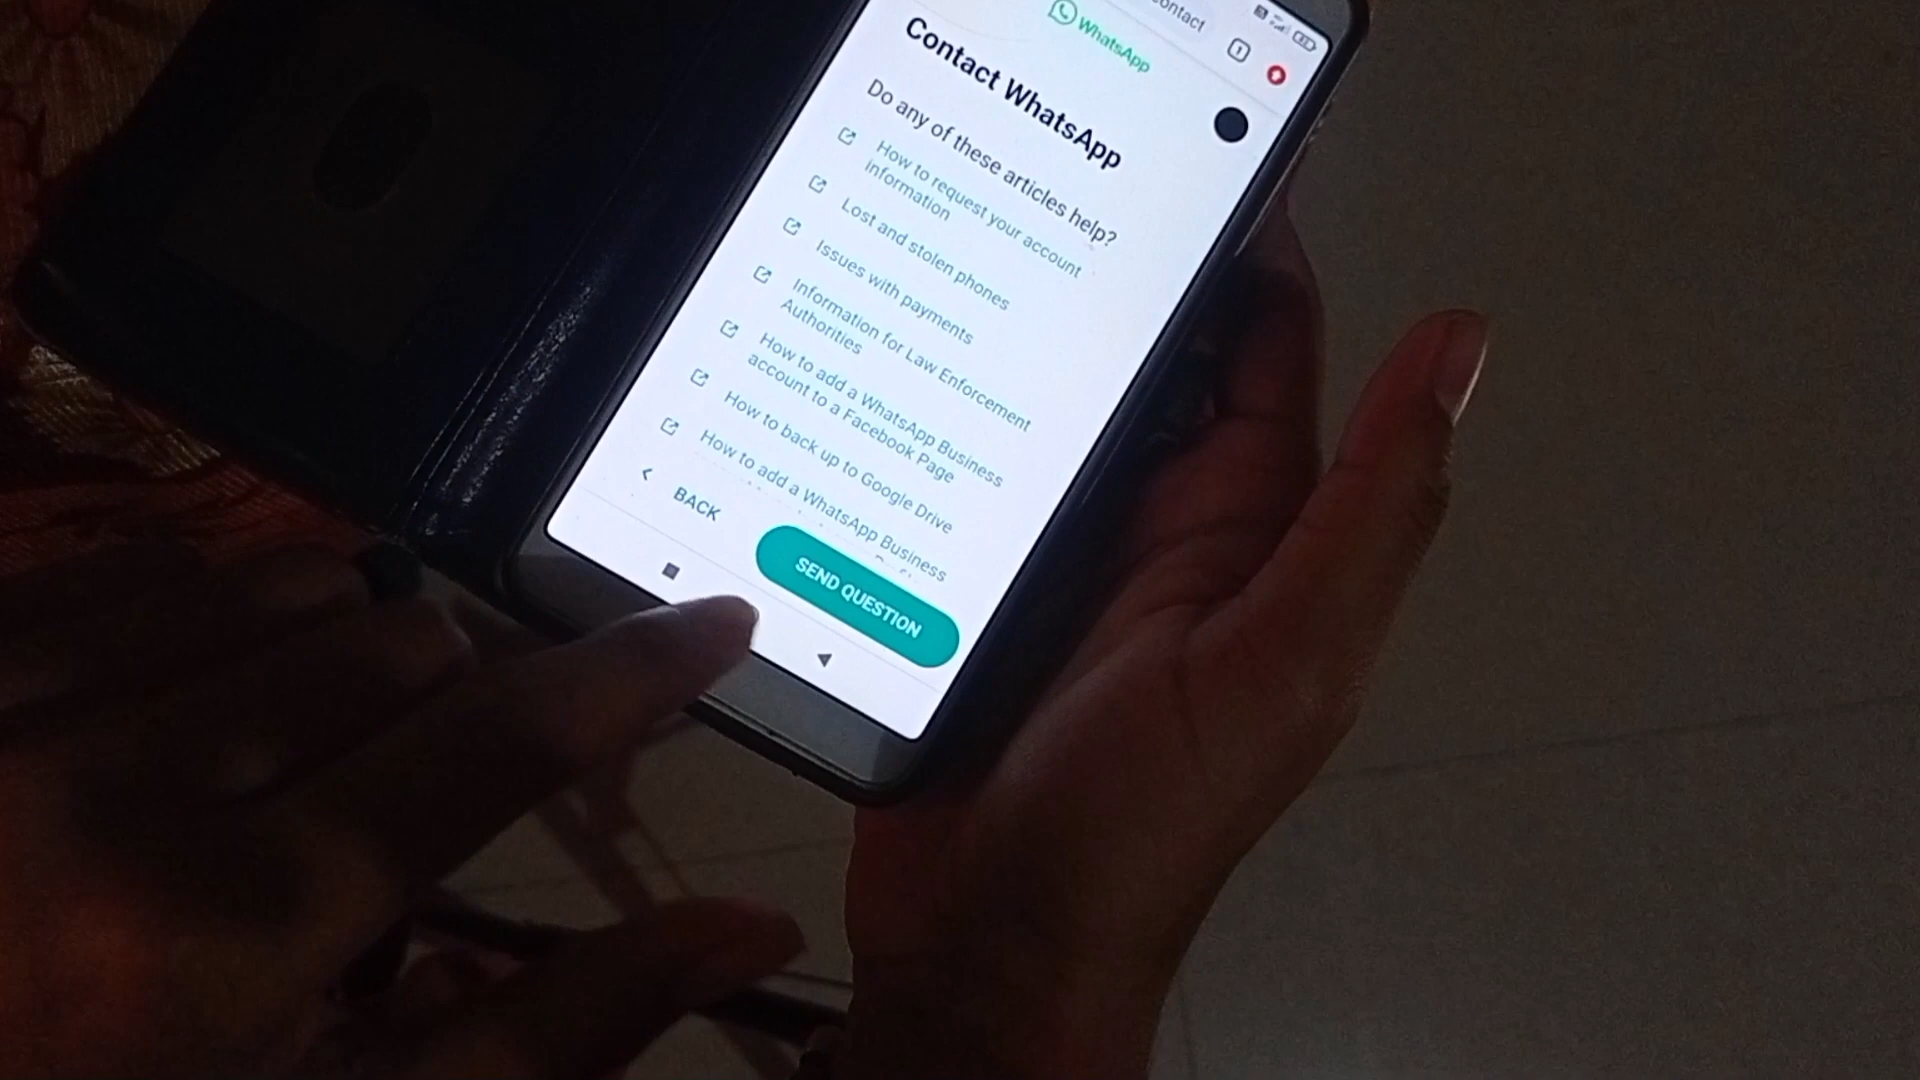 contact
1
WhatsApp
Contact WhatsApp
Do any of these articles help?
How to request your account
information
Lost and stolen phones
Issues with payments
Information for Law Enforcement
Authorities
How to add a WhatsApp Business
account to a Facebook Page
How to back up to Google Drive
How to add a WhatsApp Business
BACK
SEND QUESTION